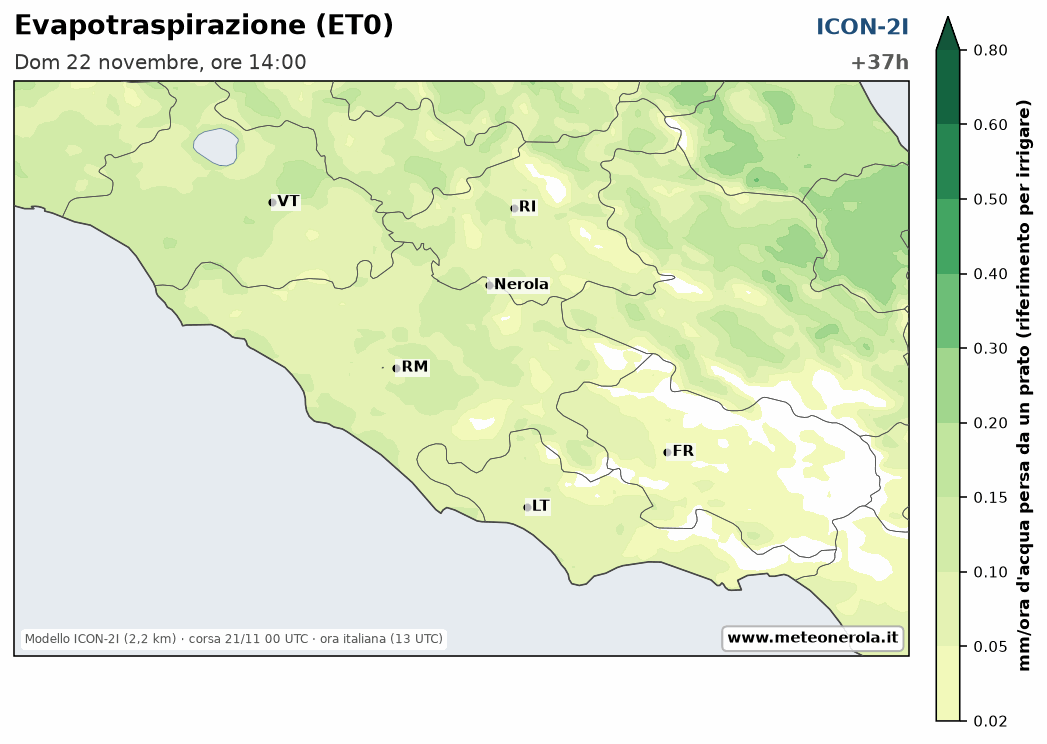 Evapotraspirazione (ET0)
ICON-2I
Dom 22 novembre, ore 14:00
+37h
VT
RI
Nerola
RM
FR
LT
Modello ICON-2I (2,2 km) · corsa 21/11 00 UTC · ora italiana (13 UTC)
www.meteonerola.it
0.80
0.60
0.50
0.40
0.30
0.20
0.15
0.10
0.05
0.02
mm/ora d'acqua persa da un prato (riferimento per irrigare)